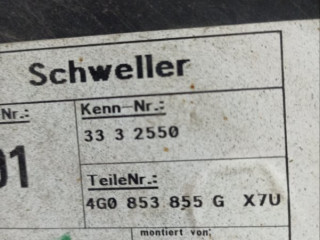 Schweller
Nr.:
Kenn-Nr.:
33 3 2550
01
TeileNr.:
4G0 853 855 G X7U
montiert von: